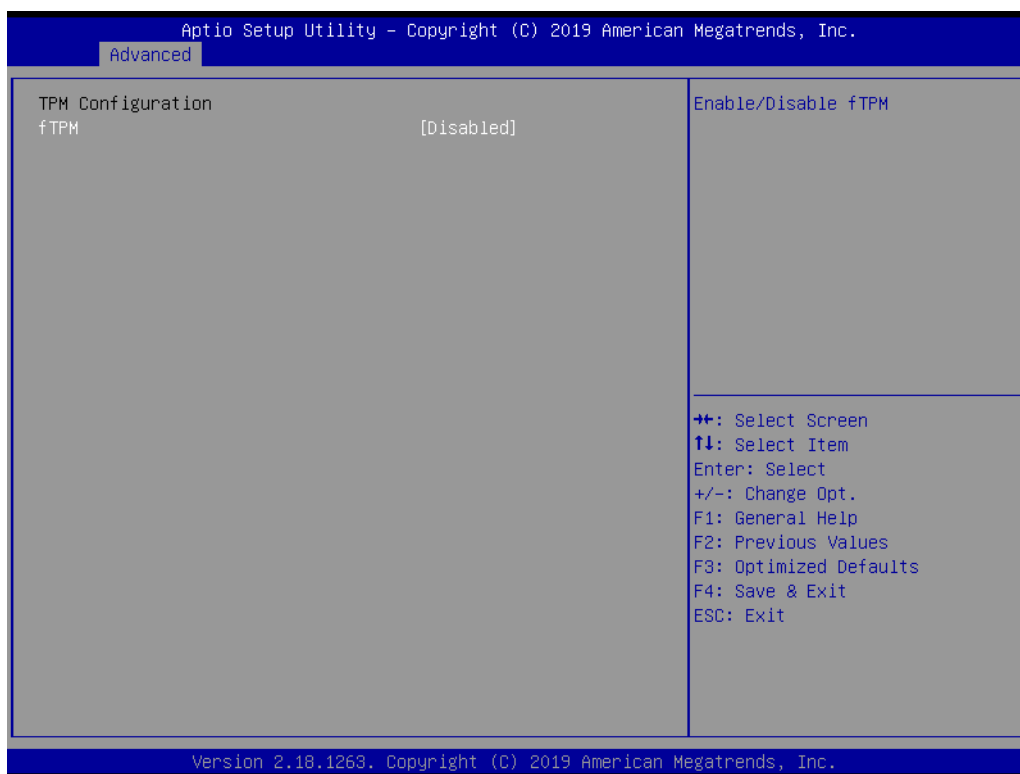 Aptio Setup Utility – Copyright (C) 2019 American Megatrends, Inc.
Advanced
TPM Configuration
fTPM [Disabled]
Enable/Disable fTPM
→←: Select Screen
↑↓: Select Item
Enter: Select
+/-: Change Opt.
F1: General Help
F2: Previous Values
F3: Optimized Defaults
F4: Save & Exit
ESC: Exit
Version 2.18.1263. Copyright (C) 2019 American Megatrends, Inc.